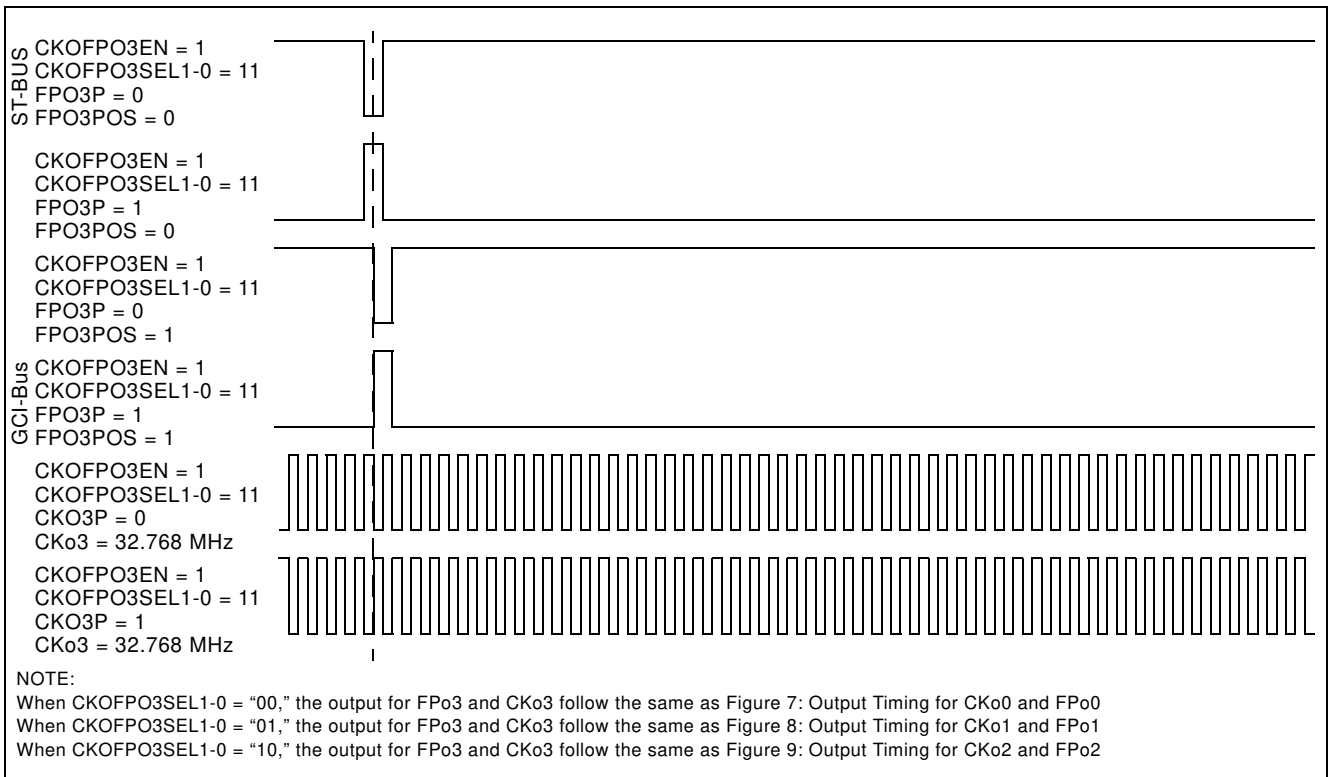 ST-BUS
CKOFPO3EN = 1
CKOFPO3SEL1-0 = 11
FPO3P = 0
FPO3POS = 0
CKOFPO3EN = 1
CKOFPO3SEL1-0 = 11
FPO3P = 1
FPO3POS = 0
CKOFPO3EN = 1
CKOFPO3SEL1-0 = 11
FPO3P = 0
FPO3POS = 1
GCI-Bus
CKOFPO3EN = 1
CKOFPO3SEL1-0 = 11
FPO3P = 1
FPO3POS = 1
CKOFPO3EN = 1
CKOFPO3SEL1-0 = 11
CKO3P = 0
CKo3 = 32.768 MHz
CKOFPO3EN = 1
CKOFPO3SEL1-0 = 11
CKO3P = 1
CKo3 = 32.768 MHz
NOTE:
When CKOFPO3SEL1-0 = “00,” the output for FPo3 and CKo3 follow the same as Figure 7: Output Timing for CKo0 and FPo0
When CKOFPO3SEL1-0 = “01,” the output for FPo3 and CKo3 follow the same as Figure 8: Output Timing for CKo1 and FPo1
When CKOFPO3SEL1-0 = “10,” the output for FPo3 and CKo3 follow the same as Figure 9: Output Timing for CKo2 and FPo2